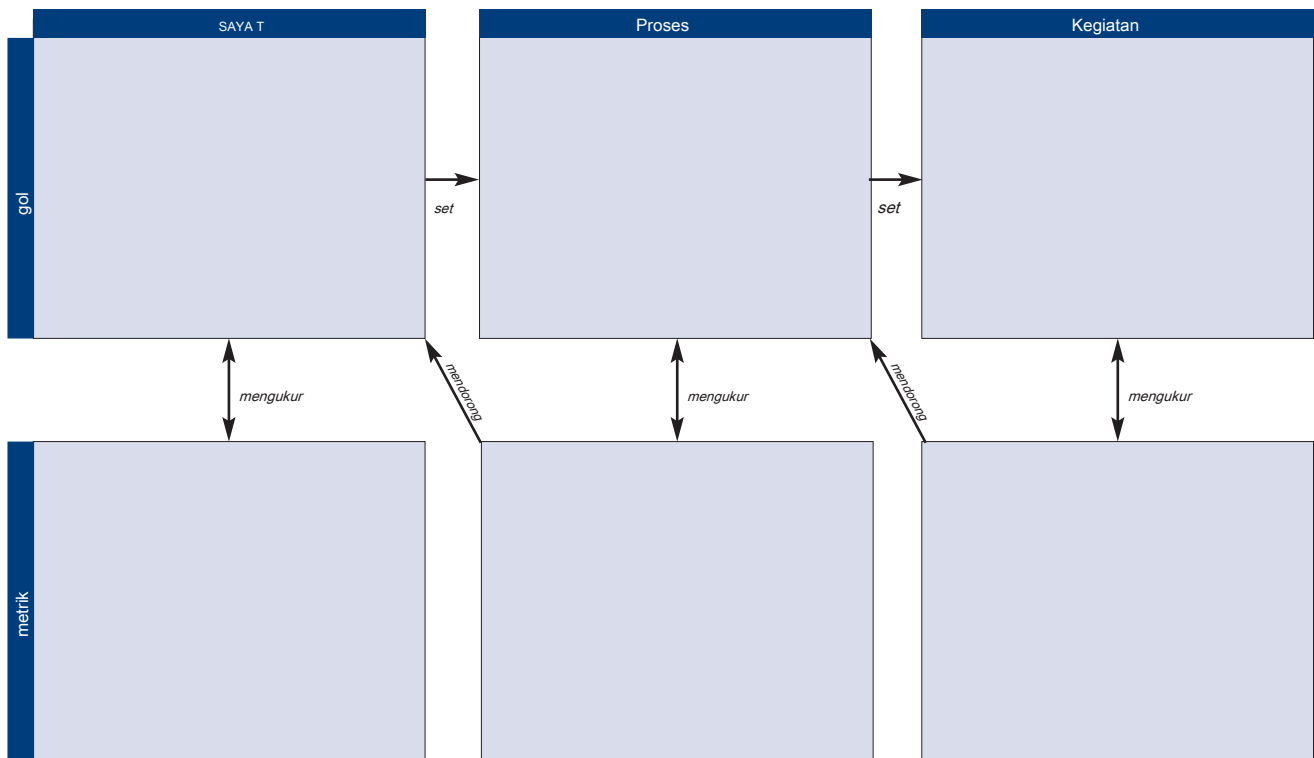 SAYA T
Proses
Kegiatan
gol
set
set
mengukur
mendorong
mengukur
mendorong
mengukur
metrik